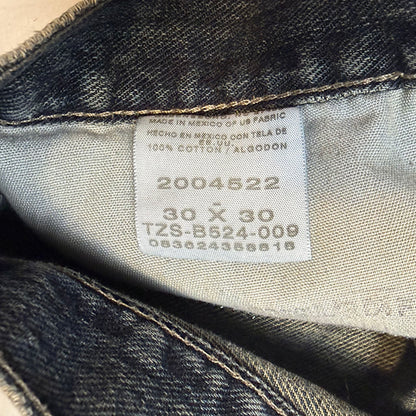 MADE IN MEXICO OF US FABRIC
HECHO EN MEXICO CON TELA DE
EE.UU.
100% COTTON / ALGODON
2004522
-
30 X 30
TZS-B524-009